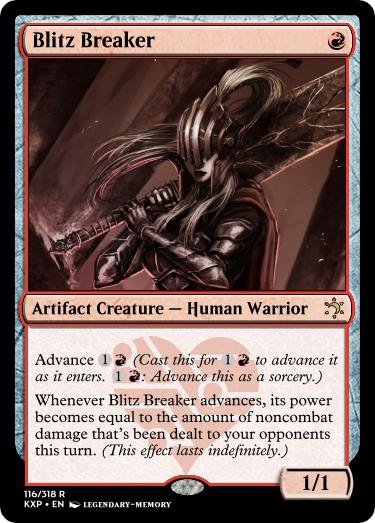 Blitz Breaker
Artifact Creature — Human Warrior
Advance 1 (Cast this for 1 to advance it
as it enters. 1 : Advance this as a sorcery.)
Whenever Blitz Breaker advances, its power
becomes equal to the amount of noncombat
damage that's been dealt to your opponents
this turn. (This effect lasts indefinitely.)
1/1
116/318 R
KXP • EN LEGENDARY-MEMORY